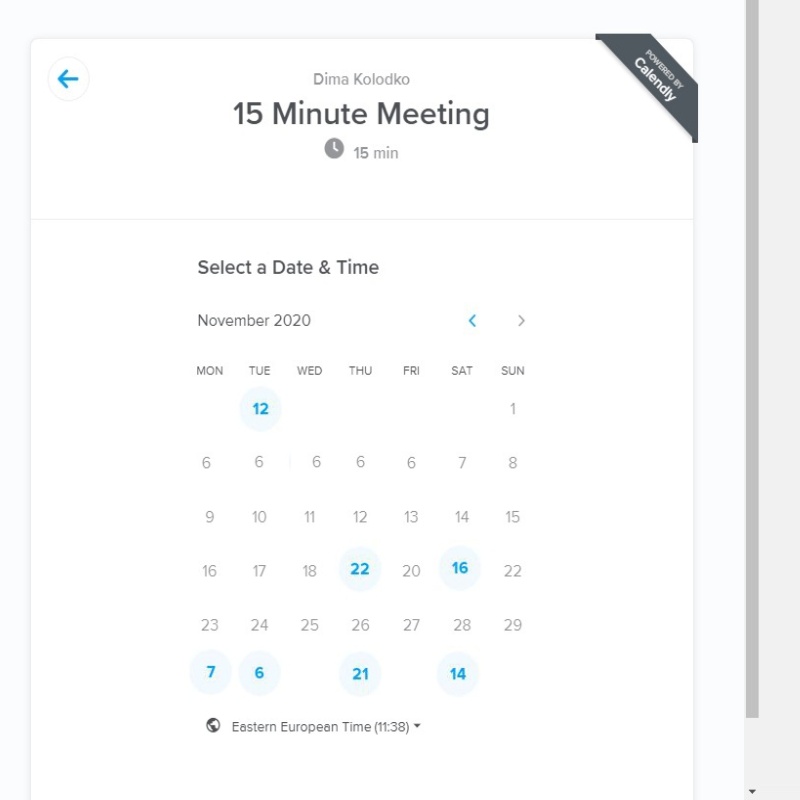 POWERED BY
Calendly
Dima Kolodko
15 Minute Meeting
15 min
Select a Date & Time
November 2020
MON TUE WED THU FRI SAT SUN
12 1
6 6 6 6 6 7 8
9 10 11 12 13 14 15
16 17 18 22 20 16 22
23 24 25 26 27 28 29
7 6 21 14
Eastern European Time (11:38)